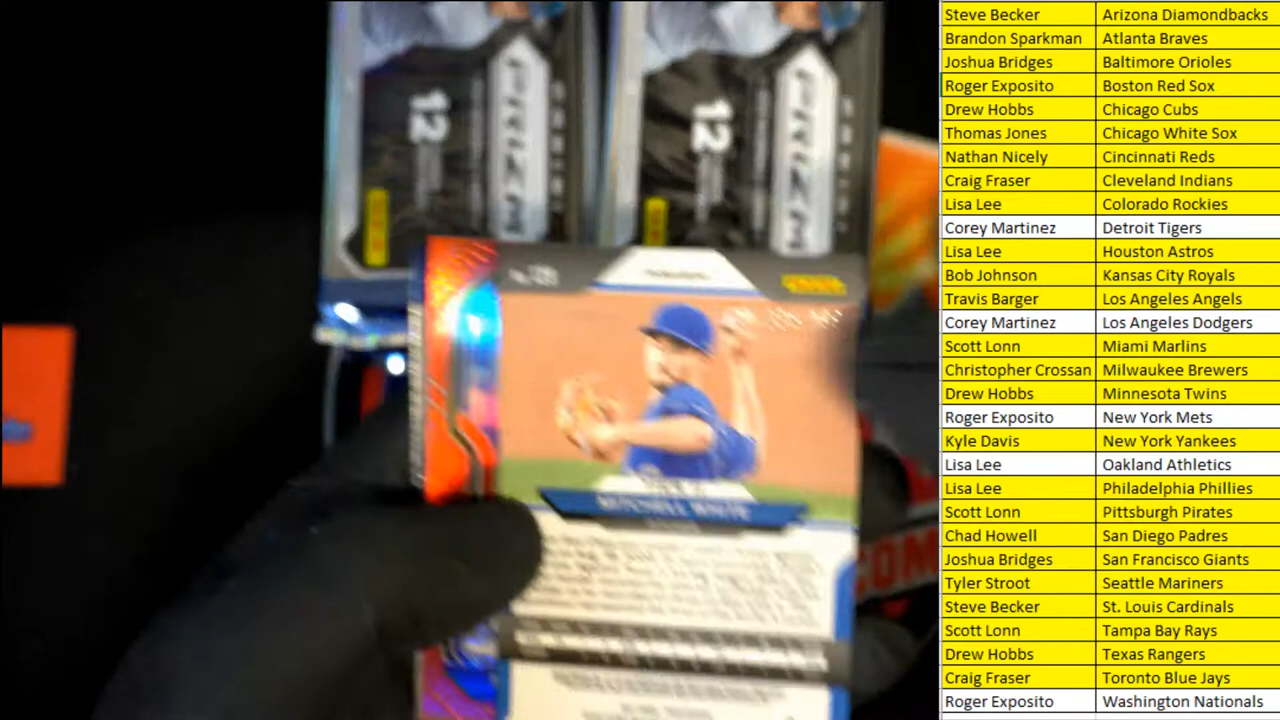 PRIZM
12
PRIZM
12
MITCHELL WHITE
COM
Steve Becker Arizona Diamondbacks
Brandon Sparkman Atlanta Braves
Joshua Bridges Baltimore Orioles
Roger Exposito Boston Red Sox
Drew Hobbs Chicago Cubs
Thomas Jones Chicago White Sox
Nathan Nicely Cincinnati Reds
Craig Fraser Cleveland Indians
Lisa Lee Colorado Rockies
Corey Martinez Detroit Tigers
Lisa Lee Houston Astros
Bob Johnson Kansas City Royals
Travis Barger Los Angeles Angels
Corey Martinez Los Angeles Dodgers
Scott Lonn Miami Marlins
Christopher Crossan Milwaukee Brewers
Drew Hobbs Minnesota Twins
Roger Exposito New York Mets
Kyle Davis New York Yankees
Lisa Lee Oakland Athletics
Lisa Lee Philadelphia Phillies
Scott Lonn Pittsburgh Pirates
Chad Howell San Diego Padres
Joshua Bridges San Francisco Giants
Tyler Stroot Seattle Mariners
Steve Becker St. Louis Cardinals
Scott Lonn Tampa Bay Rays
Drew Hobbs Texas Rangers
Craig Fraser Toronto Blue Jays
Roger Exposito Washington Nationals